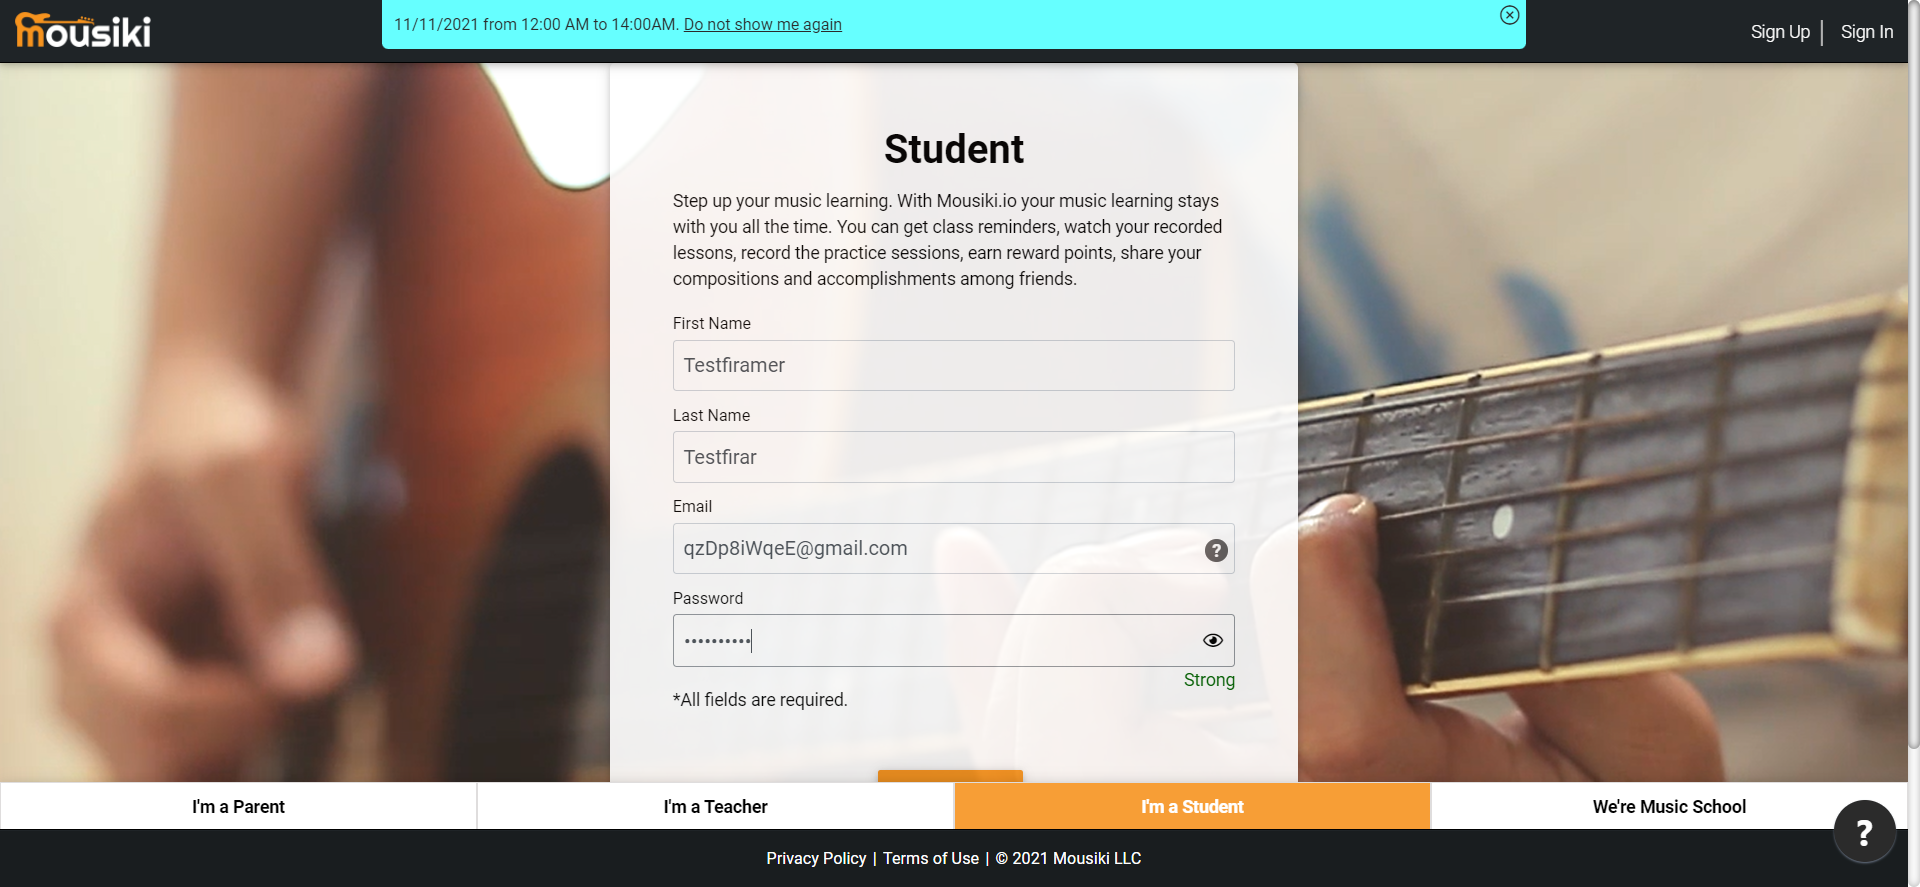 mousiki
11/11/2021 from 12:00 AM to 14:00AM. Do not show me again
Sign Up | Sign In
Student
Step up your music learning. With Mousiki.io your music learning stays
with you all the time. You can get class reminders, watch your recorded
lessons, record the practice sessions, earn reward points, share your
compositions and accomplishments among friends.
First Name
Testfiramer
Last Name
Testfirar
Email
qzDp8iWqeE@gmail.com
?
Password
••••••••••
Strong
*All fields are required.
I'm a Parent
I'm a Teacher
I'm a Student
We're Music School
?
Privacy Policy | Terms of Use | © 2021 Mousiki LLC